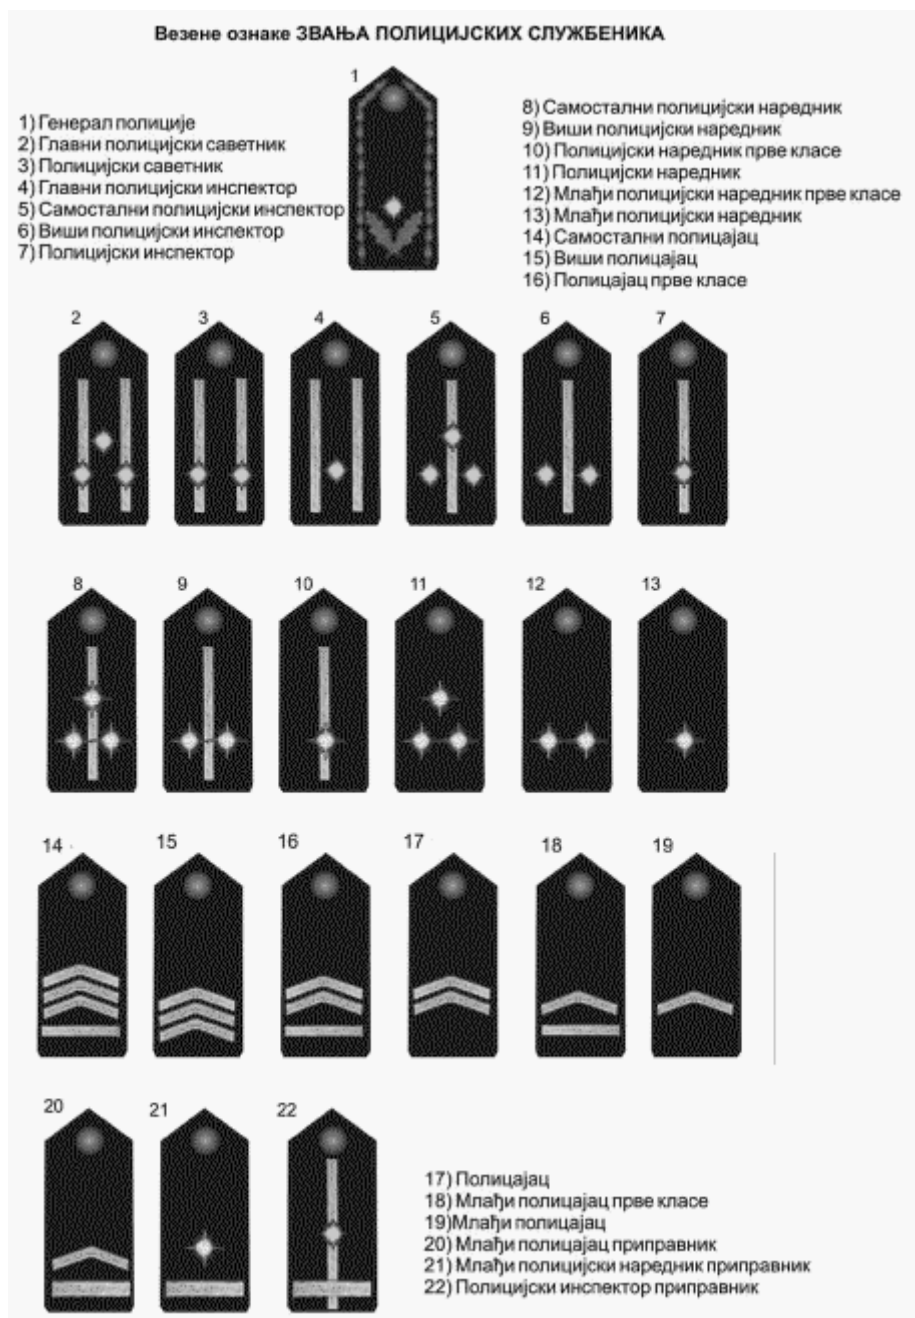 Везене ознаке ЗВАЊА ПОЛИЦИЈСКИХ СЛУЖБЕНИКА
1
1) Генерал полиције
2) Главни полицијски саветник
3) Полицијски саветник
4) Главни полицијски инспектор
5) Самостални полицијски инспектор
6) Виши полицијски инспектор
7) Полицијски инспектор
8) Самостални полицијски наредник
9) Виши полицијски наредник
10) Полицијски наредник прве класе
11) Полицијски наредник
12) Млађи полицијски наредник прве класе
13) Млађи полицијски наредник
14) Самостални полицајац
15) Виши полицајац
16) Полицајац прве класе
2 3 4 5 6 7
8 9 10 11 12 13
14 15 16 17 18 19
20 21 22
17) Полицајац
18) Млађи полицајац прве класе
19)Млађи полицајац
20) Млађи полицајац приправник
21) Млађи полицијски наредник приправник
22) Полицијски инспектор приправник